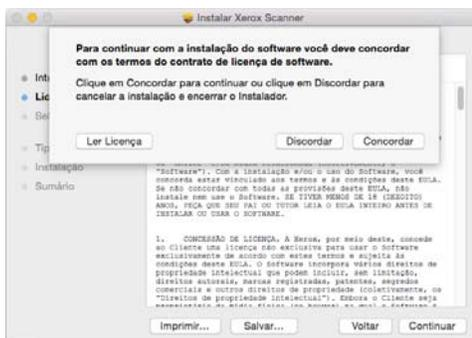 Instalar Xerox Scanner
Para continuar com a instalação do software você deve concordar
com os termos do contrato de licença de software.
Clique em Concordar para continuar ou clique em Discordar para
cancelar a instalação e encerrar o Instalador.
Ler Licença
Discordar
Concordar
Int
Lic
Tip
Instalação
Sumário
"Software"). Com a instalação e/ou o uso do Software, você
concorda estar vinculado aos termos e às condições deste EULA.
Se não concordar com todas as provisões deste EULA, não
instale nem use o Software. SE TIVER MENOS DE 18 (DEZOITO)
ANOS, PEÇA QUE SEU PAI OU TUTOR LEIA O EULA INTEIRO ANTES DE
INSTALAR OU USAR O SOFTWARE.
1. CONCESSÃO DE LICENÇA. A Xerox, por meio deste, concede
ao Cliente uma licença não exclusiva para usar o Software
exclusivamente de acordo com estes termos e sujeita às
condições deste EULA. O Software incorpora vários direitos de
propriedade intelectual que podem incluir, sem limitação,
direitos autorais, marcas registradas, patentes, segredos
comerciais e outros direitos de propriedade (coletivamente, os
"Direitos de propriedade intelectual"). Embora o Cliente seja
Imprimir...
Salvar...
Voltar
Continuar